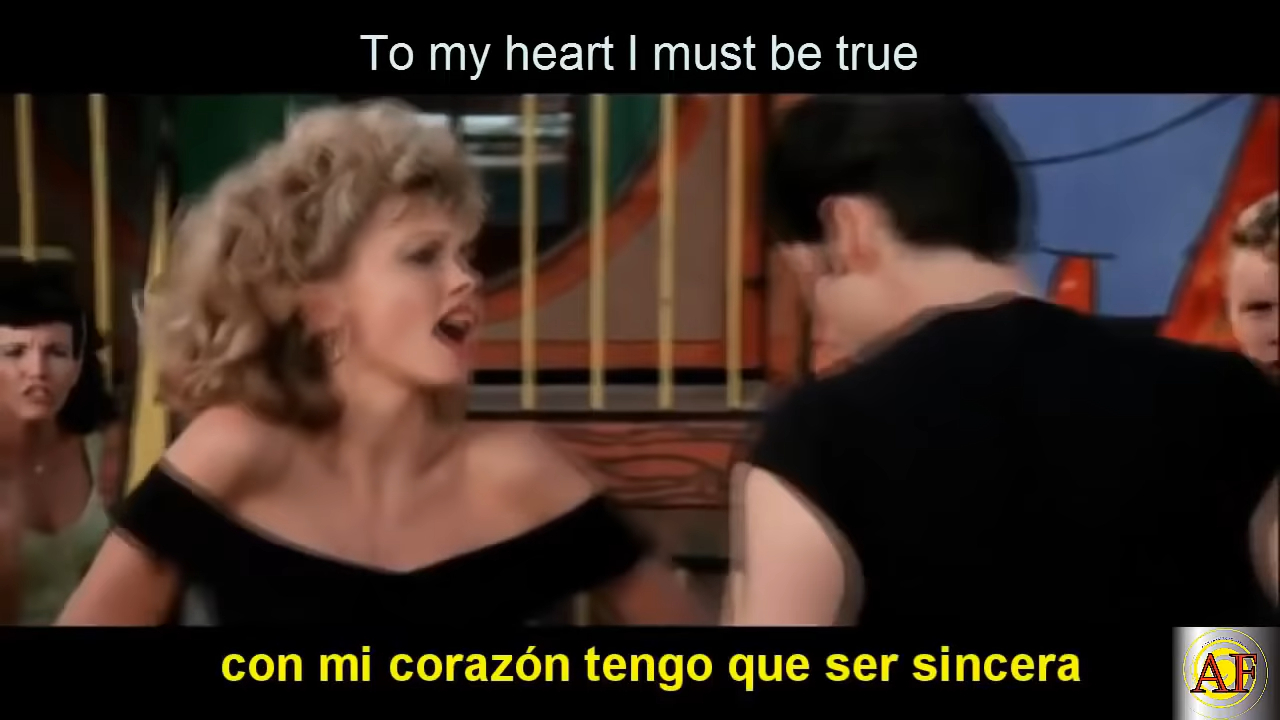 To my heart I must be true
con mi corazón tengo que ser sincera
AF